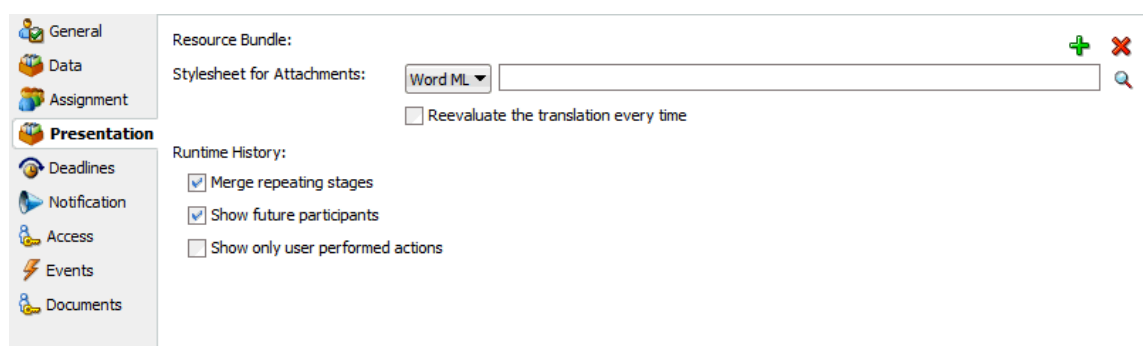 General
Data
Assignment
Presentation
Deadlines
Notification
Access
Events
Documents
Resource Bundle:
Stylesheet for Attachments: Word ML
Reevaluate the translation every time
Runtime History:
Merge repeating stages
Show future participants
Show only user performed actions